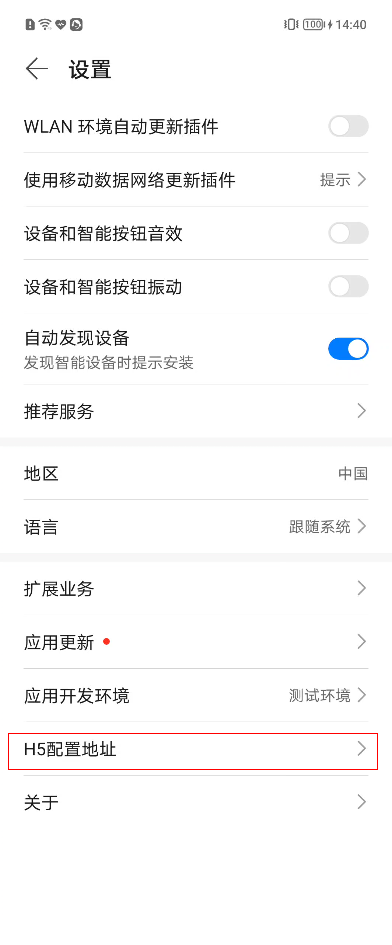 100 14:40
设置
WLAN 环境自动更新插件
使用移动数据网络更新插件 提示
设备和智能按钮音效
设备和智能按钮振动
自动发现设备
发现智能设备时提示安装
推荐服务
地区 中国
语言 跟随系统
扩展业务
应用更新
应用开发环境 测试环境
H5配置地址
关于